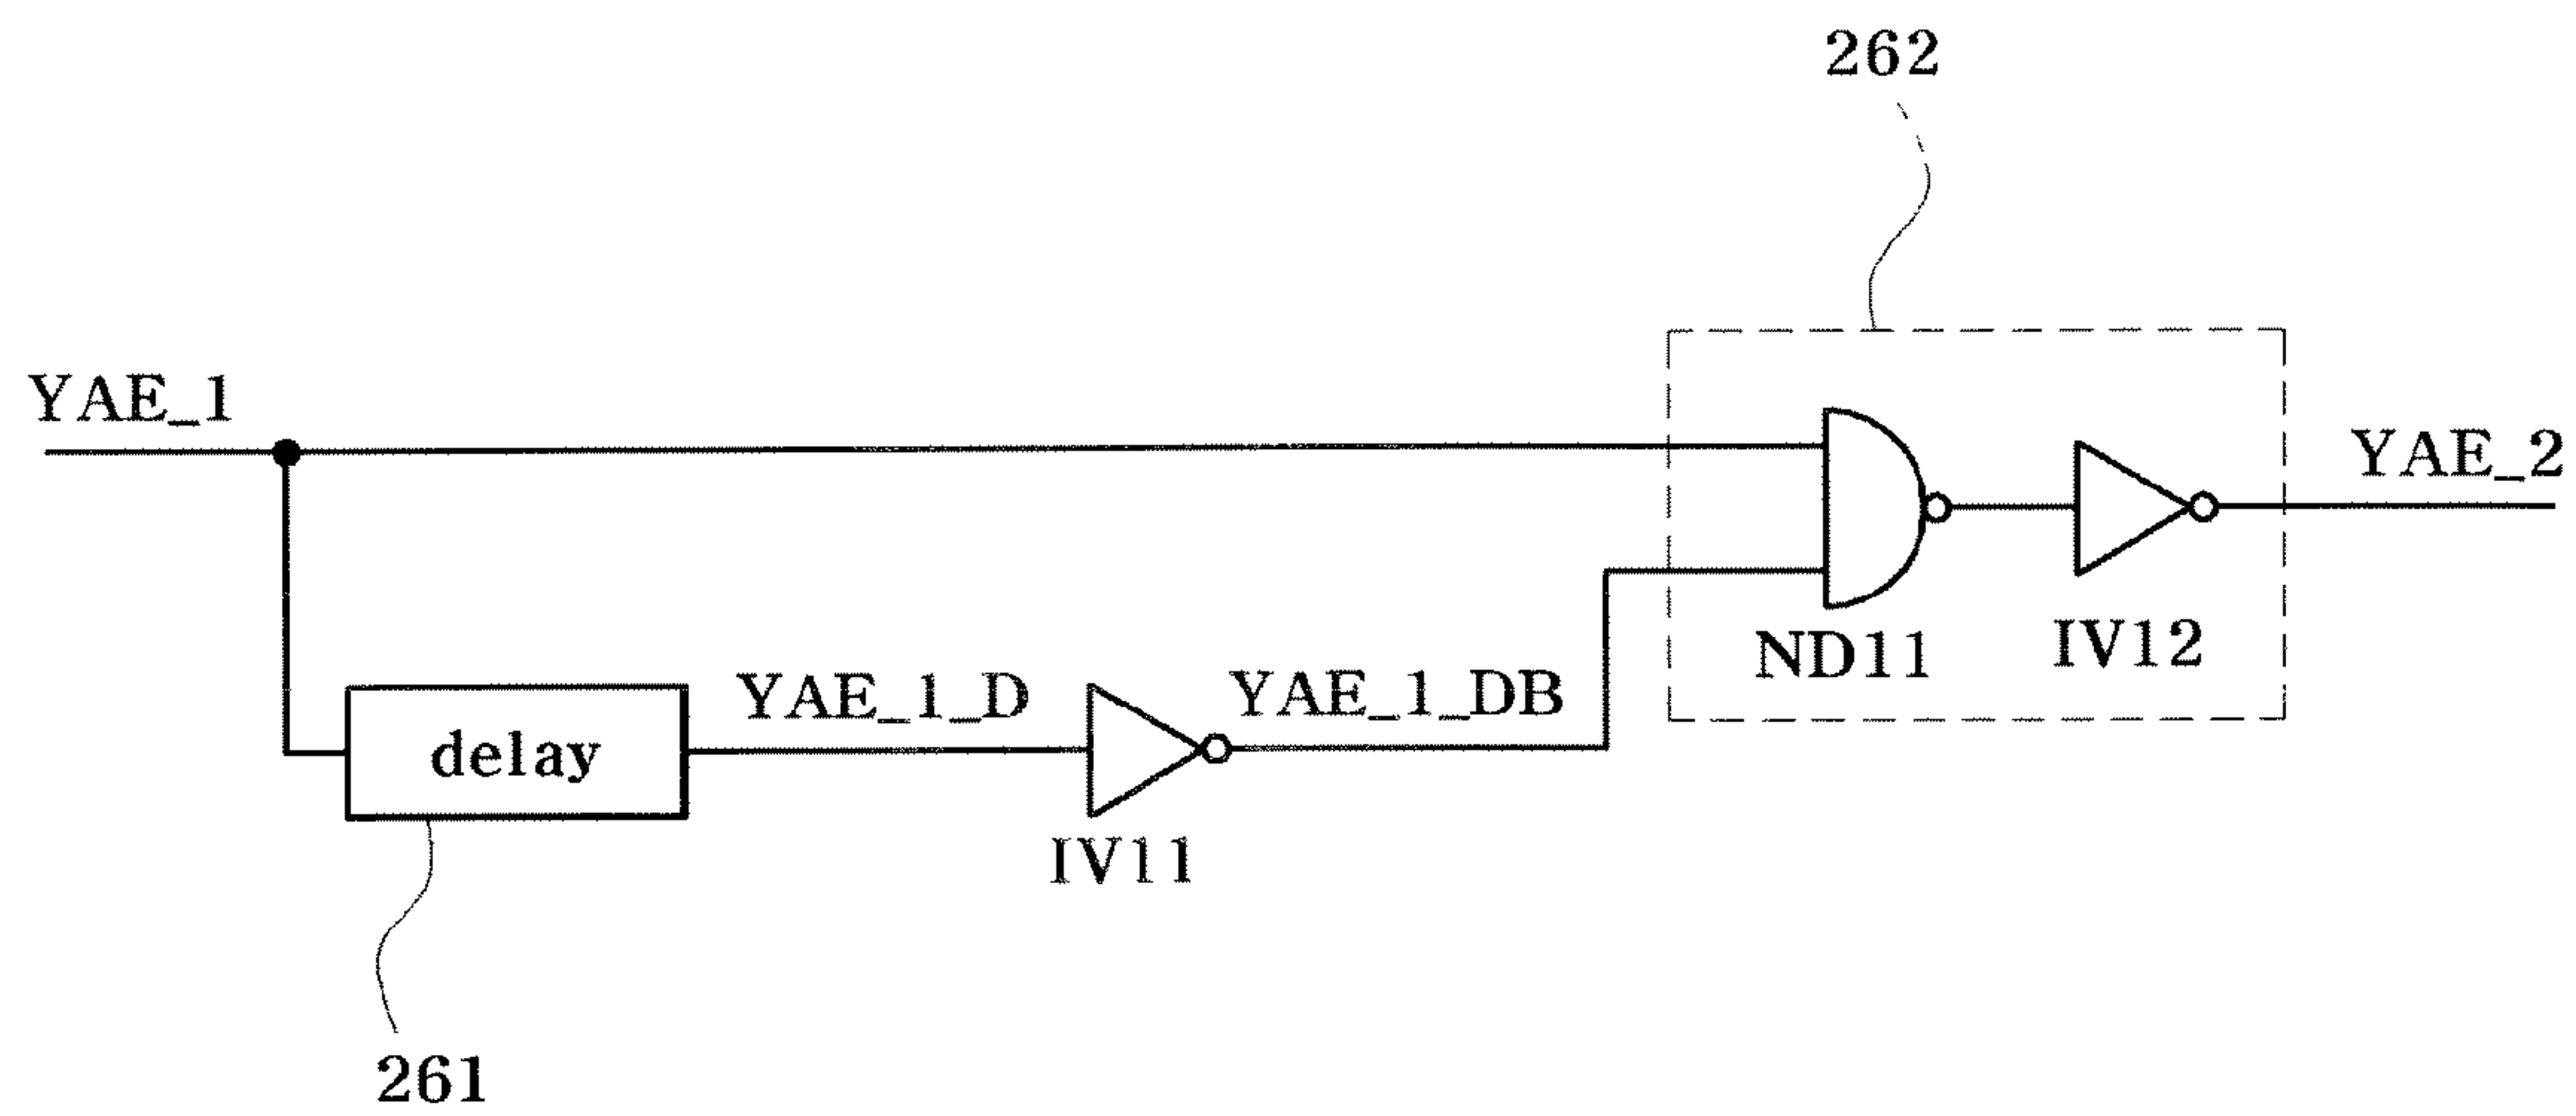 262
YAE_1
YAE_2
ND11
IV12
YAE_1_D
YAE_1_DB
delay
IV11
261